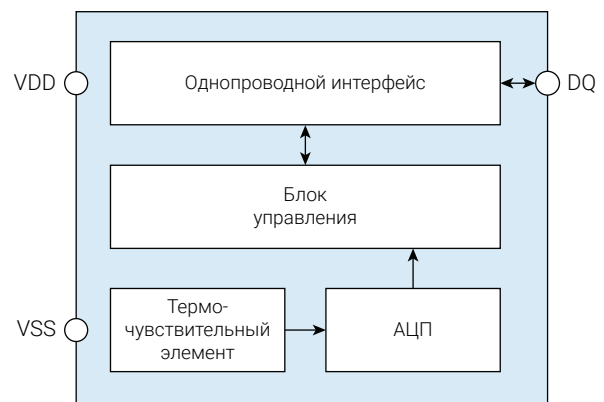 VDD
Однопроводной интерфейс
DQ
Блок
управления
VSS
Термо-
чувствительный
элемент
АЦП